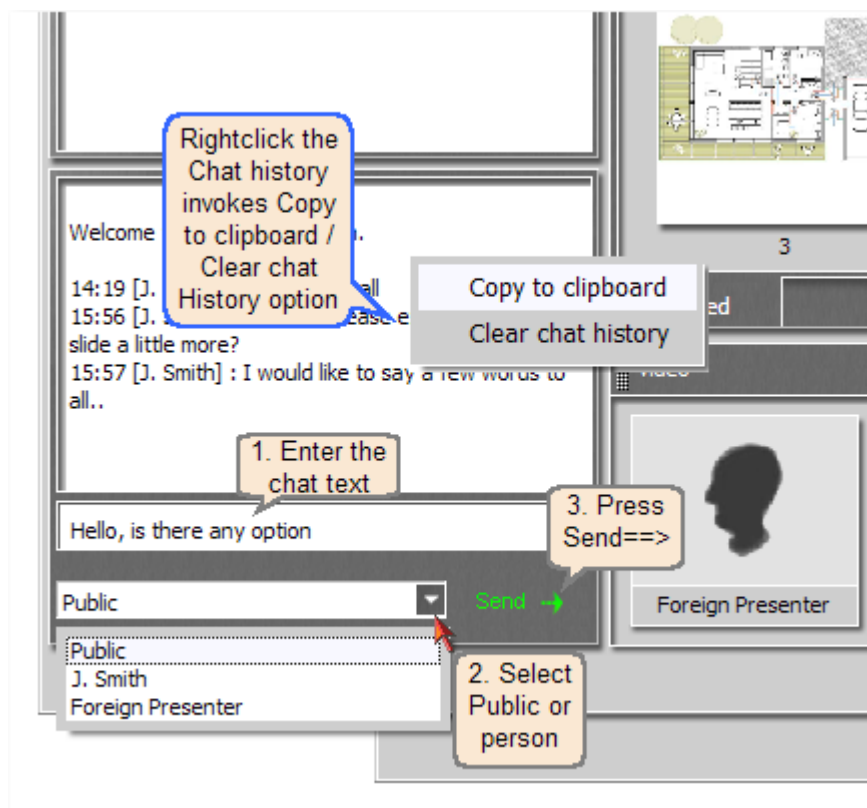 Rightclick the
Chat history
invokes Copy
to clipboard /
Clear chat
History option
Welcome
14:19 [J. all
15:56 [J.
slide a little more?
15:57 [J. Smith] : I would like to say a few words to
all..
Copy to clipboard
Clear chat history
3
1. Enter the
chat text
Hello, is there any option
3. Press
Send==>
Public
Send
Public
J. Smith
Foreign Presenter
2. Select
Public or
person
Foreign Presenter